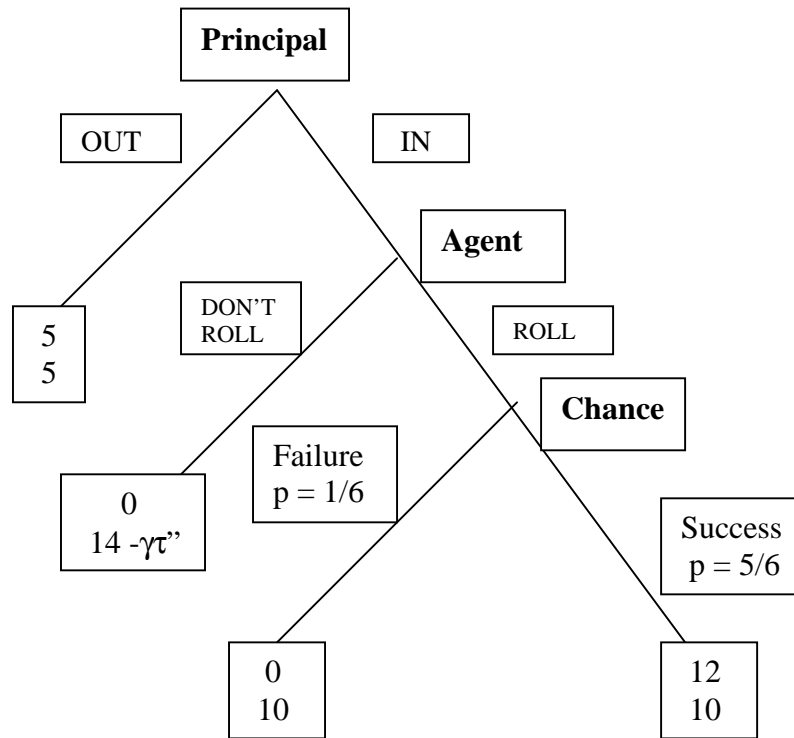 Principal
OUT
IN
Agent
DON'T
ROLL
ROLL
5
5
Chance
Failure
p = 1/6
0
14 -γτ”
Success
p = 5/6
0
10
12
10